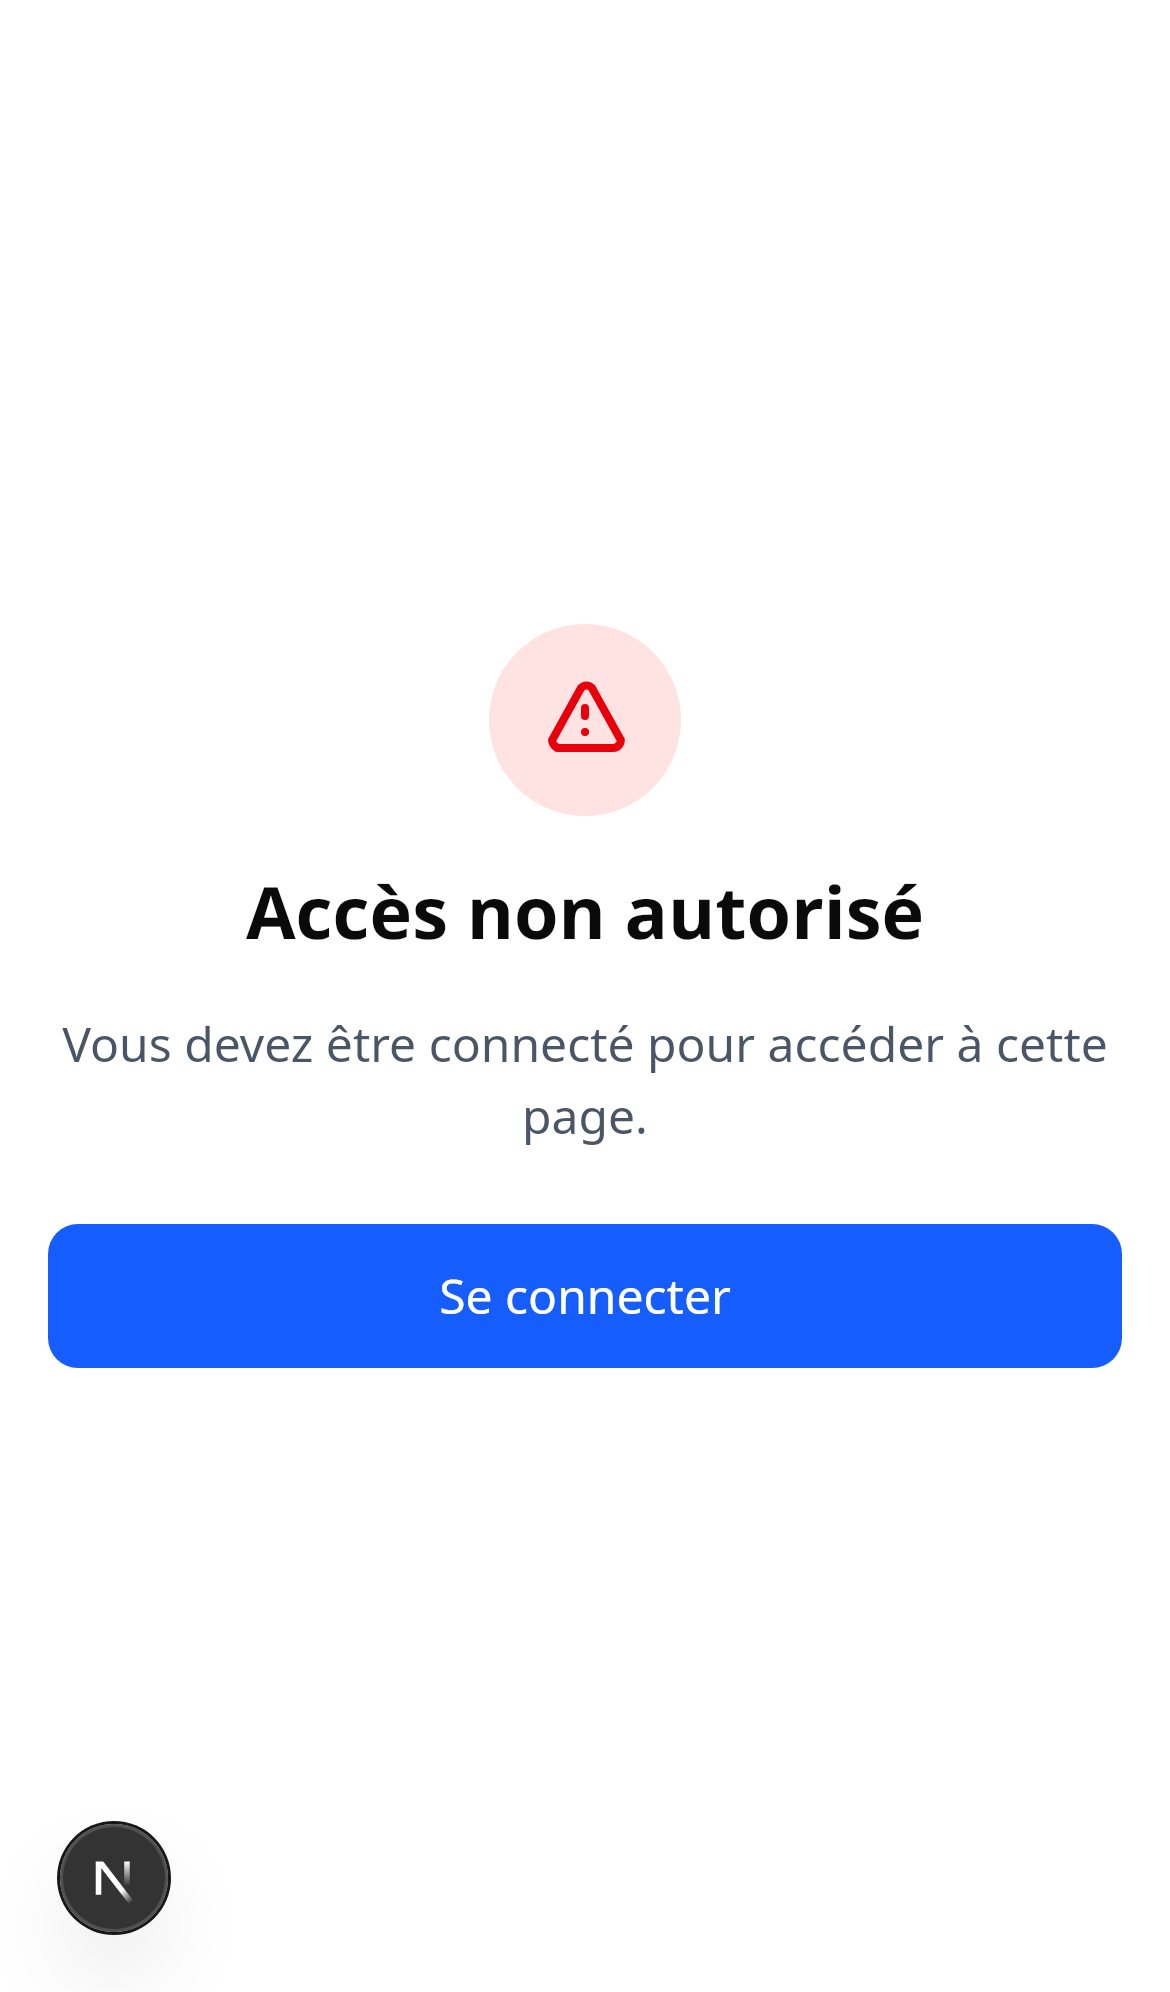 Accès non autorisé
Vous devez être connecté pour accéder à cette
page.
Se connecter
N